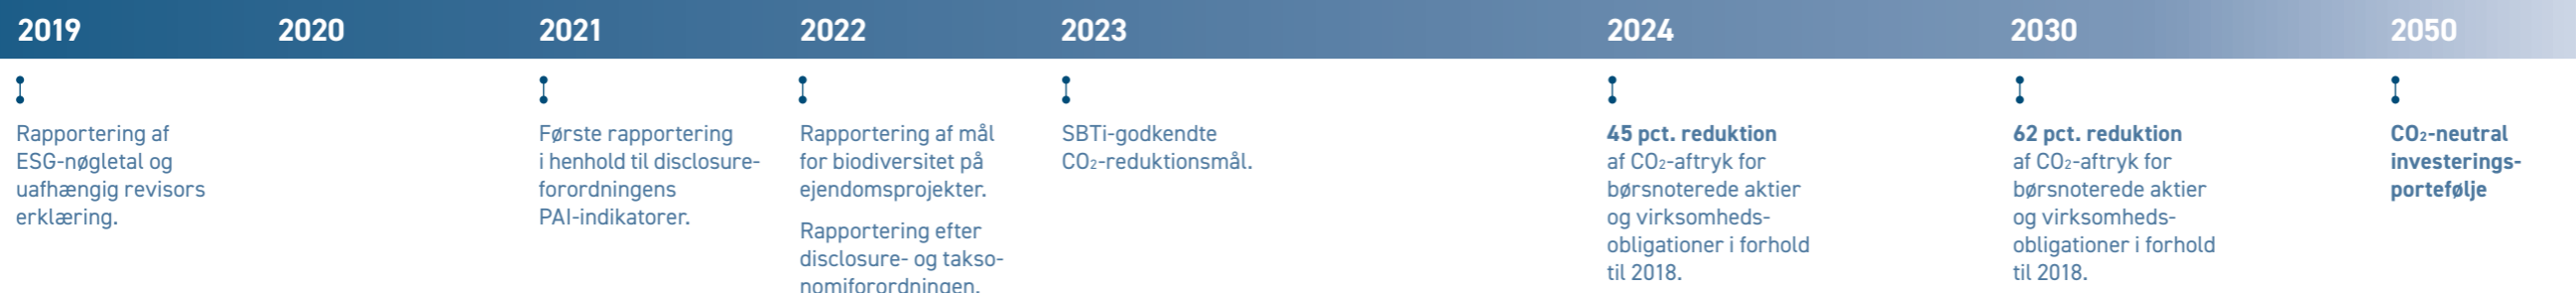 2019
2020
2021
2022
2023
2024
2030
2050
Rapportering af
ESG-nøgletal og
uafhængig revisors
erklæring.
Første rapportering
i henhold til disclosure-
forordningens
PAI-indikatorer.
Rapportering af mål
for biodiversitet på
ejendomsprojekter.
Rapportering efter
disclosure- og takso-
nomiforordningen.
SBTi-godkendte
CO₂-reduktionsmål.
45 pct. reduktion
af CO₂-aftryk for
børsnoterede aktier
og virksomheds-
obligationer i forhold
til 2018.
62 pct. reduktion
af CO₂-aftryk for
børsnoterede aktier
og virksomheds-
obligationer i forhold
til 2018.
CO₂-neutral
investerings-
portefølje